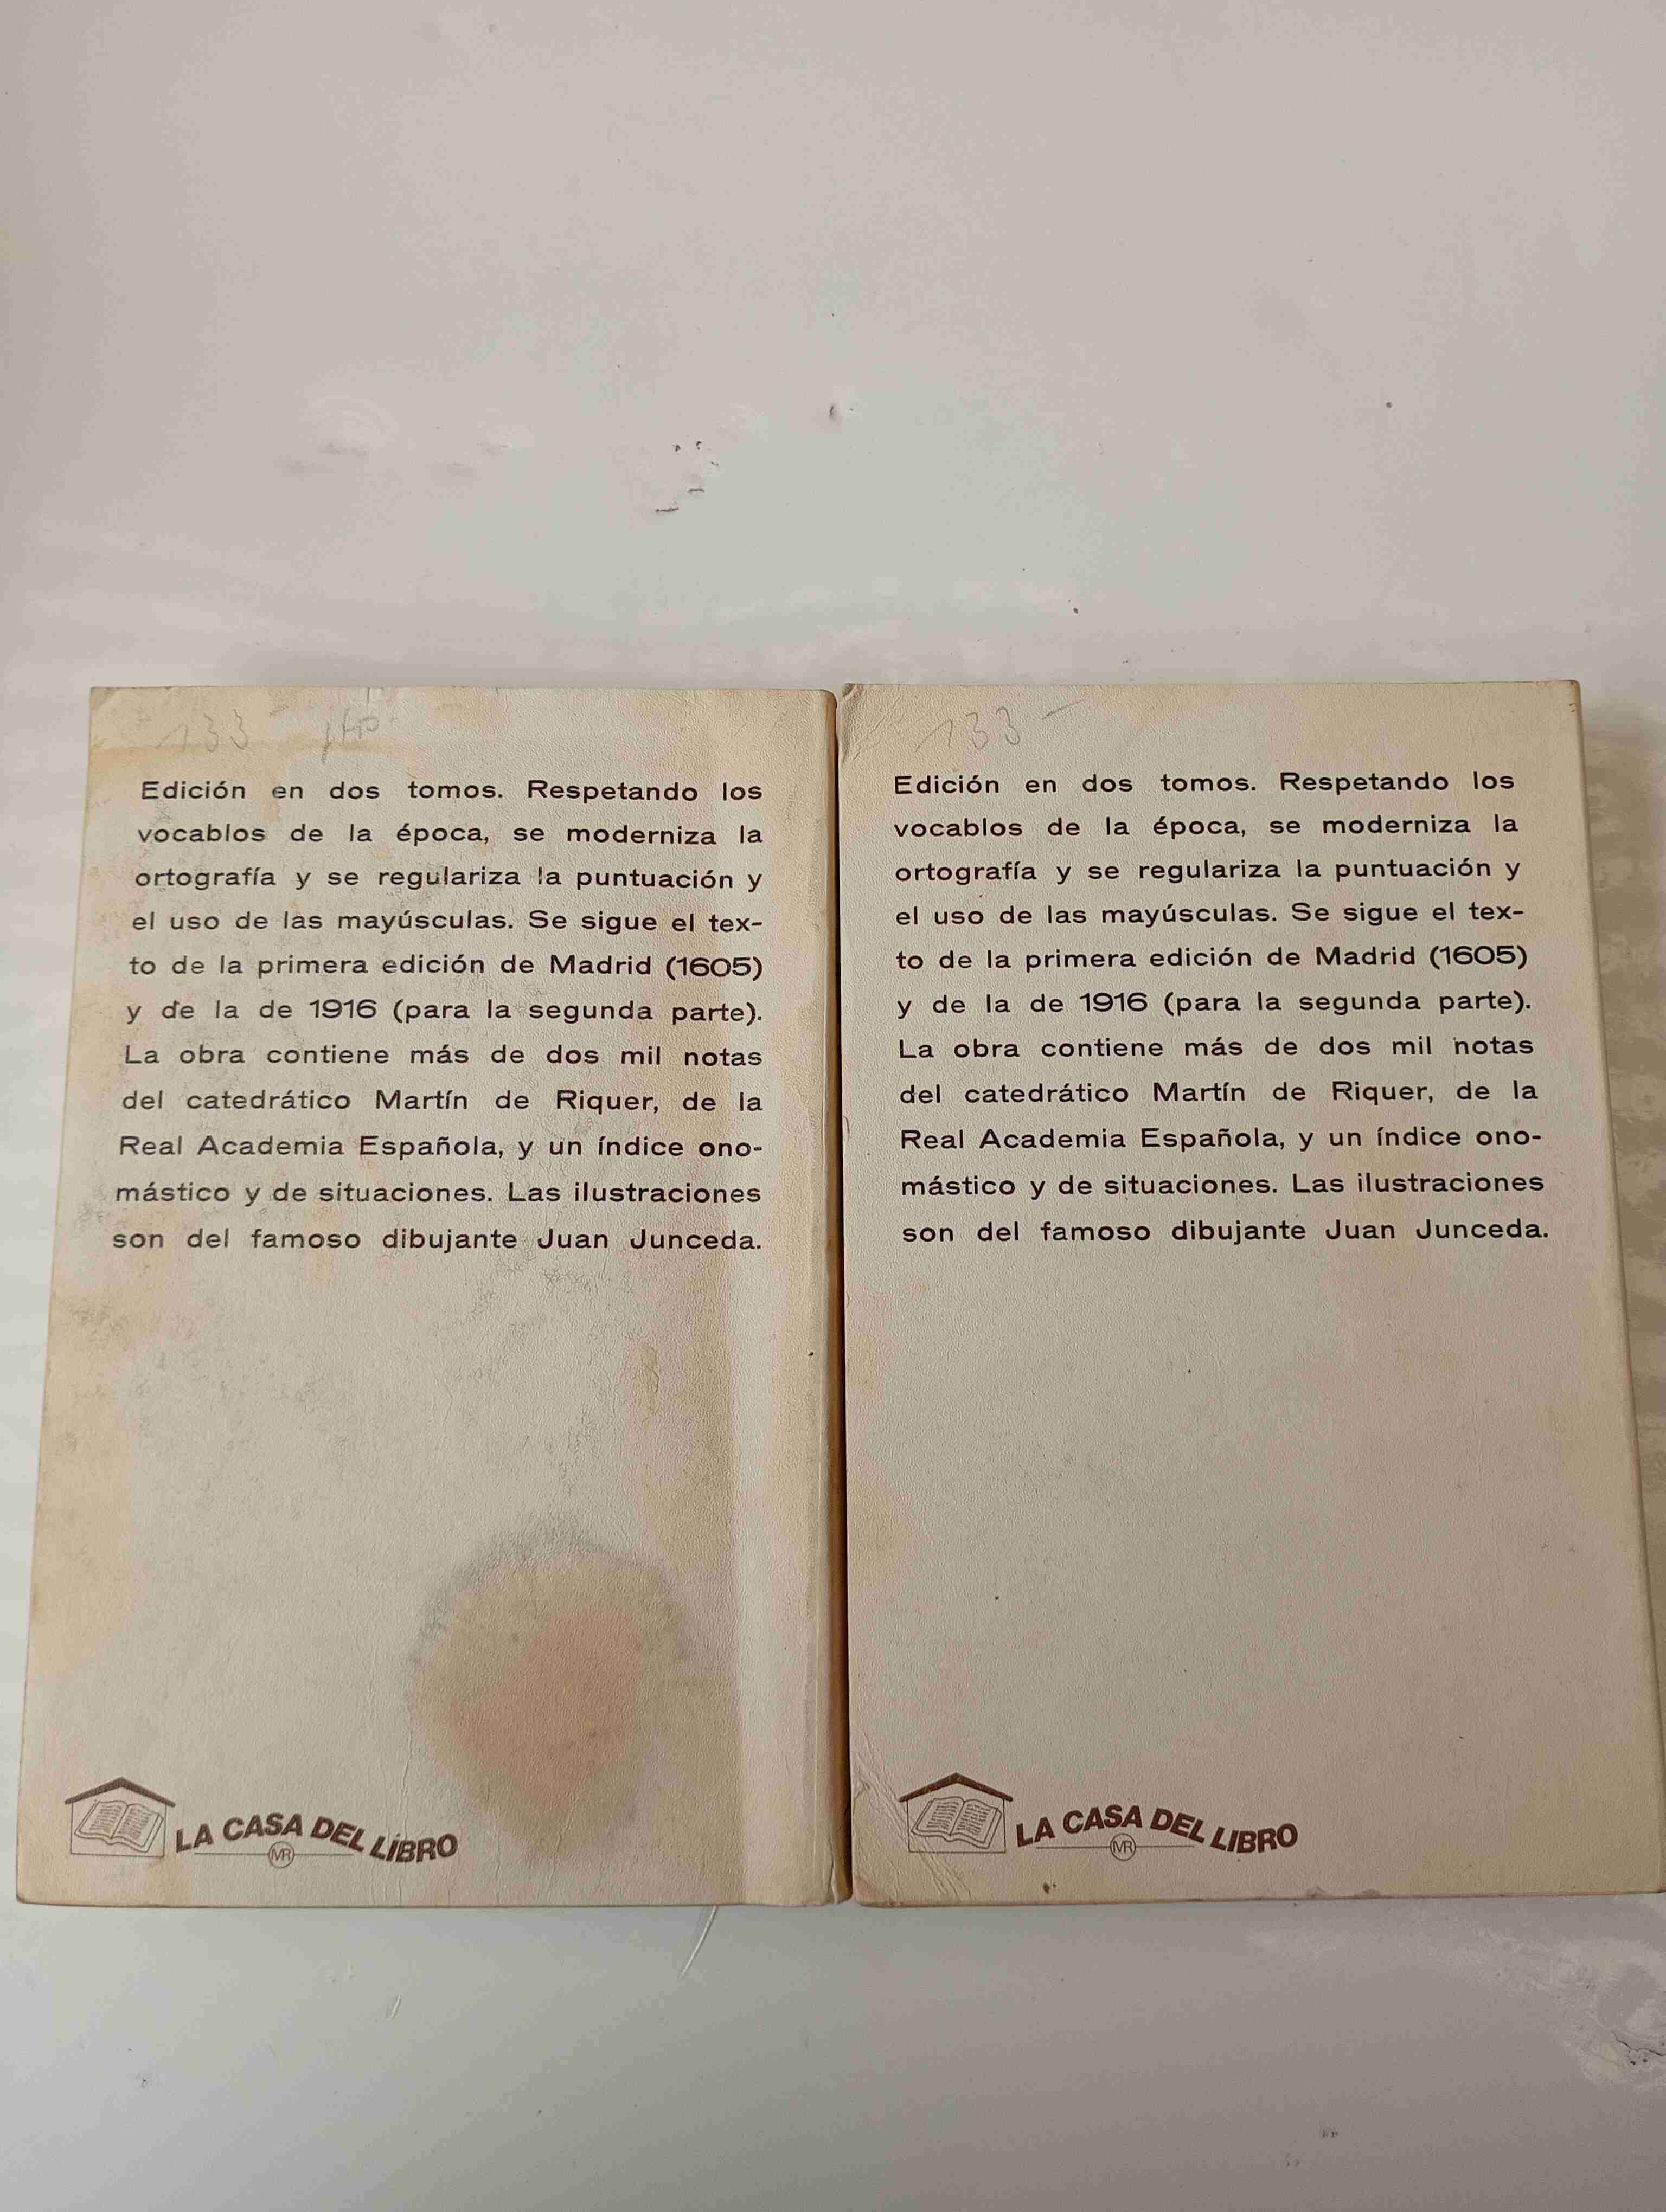 133 -
Edición en dos tomos. Respetando los
vocablos de la época, se moderniza la
ortografía y se regulariza la puntuación y
el uso de las mayúsculas. Se sigue el tex-
to de la primera edición de Madrid (1605)
y de la de 1916 (para la segunda parte).
La obra contiene más de dos mil notas
del catedrático Martín de Riquer, de la
Real Academia Española, y un índice ono-
mástico y de situaciones. Las ilustraciones
son del famoso dibujante Juan Junceda.
LA CASA DEL LIBRO
MR
133 -
Edición en dos tomos. Respetando los
vocablos de la época, se moderniza la
ortografía y se regulariza la puntuación y
el uso de las mayúsculas. Se sigue el tex-
to de la primera edición de Madrid (1605)
y de la de 1916 (para la segunda parte).
La obra contiene más de dos mil notas
del catedrático Martín de Riquer, de la
Real Academia Española, y un índice ono-
mástico y de situaciones. Las ilustraciones
son del famoso dibujante Juan Junceda.
LA CASA DEL LIBRO
MR